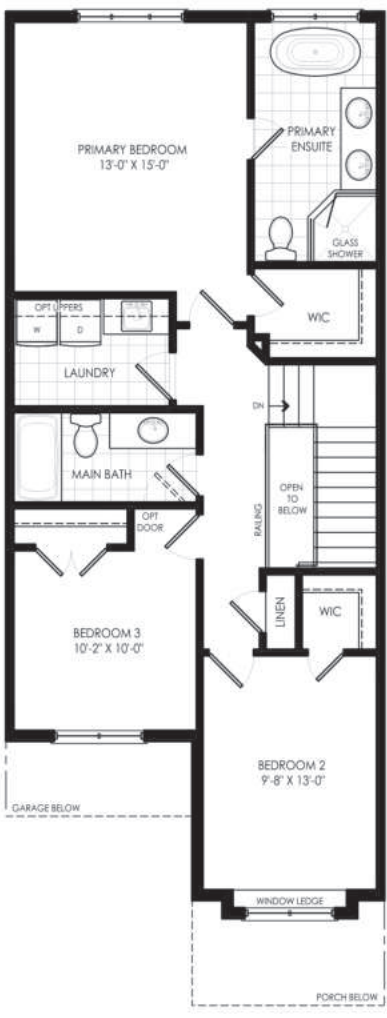 PRIMARY BEDROOM
13'-0" X 15'-0"
PRIMARY
ENSUITE
GLASS
SHOWER
WIC
OPT UPPERS
W
D
LAUNDRY
DN
MAIN BATH
OPEN
TO
BELOW
RAILING
OPT
DOOR
BEDROOM 3
10'-2" X 10'-0"
LINEN
WIC
BEDROOM 2
9'-8" X 13'-0"
GARAGE BELOW
WINDOW LEDGE
PORCH BELOW